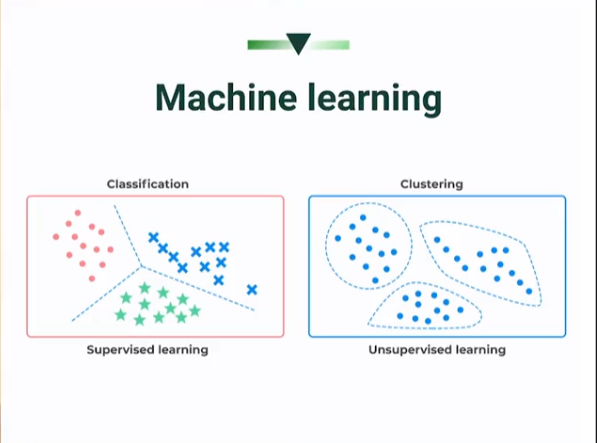 Machine learning
Classification
Clustering
Supervised learning
Unsupervised learning